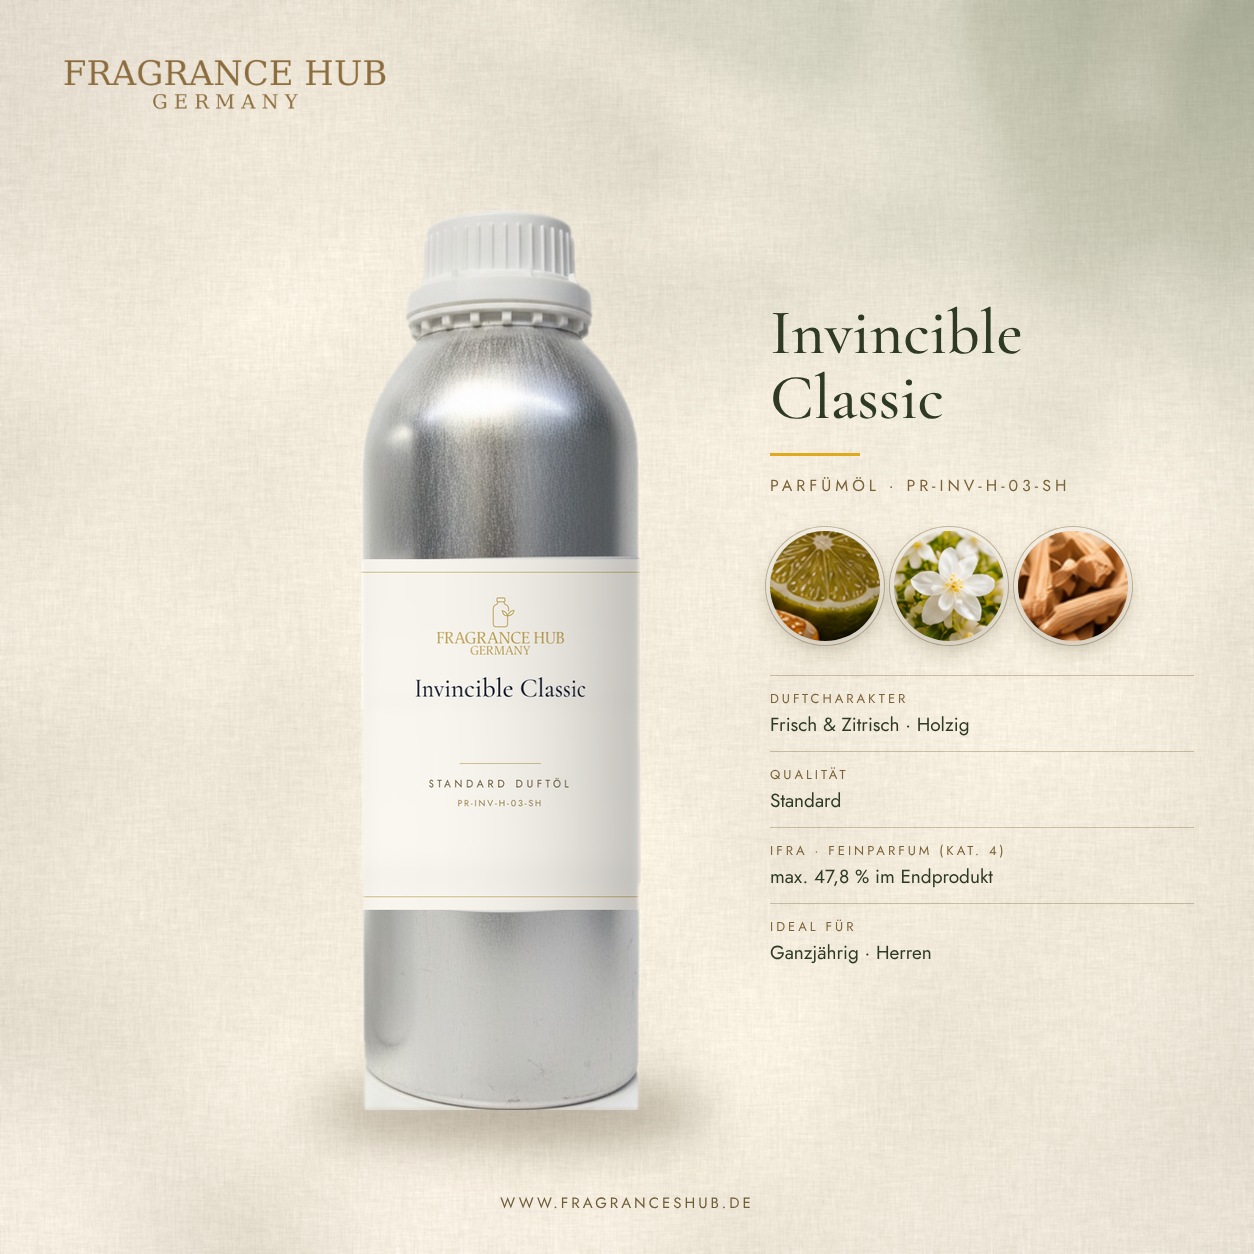 FRAGRANCE HUB
GERMANY
Invincible
Classic
PARFÜMÖL · PR-INV-H-03-SH
FRAGRANCE HUB
GERMANY
Invincible Classic
STANDARD DUFTÖL
PR-INV-H-03-SH
DUFTCHARAKTER
Frisch & Zitrisch · Holzig
QUALITÄT
Standard
IFRA · FEINPARFUM (KAT. 4)
max. 47,8 % im Endprodukt
IDEAL FÜR
Ganzjährig · Herren
WWW.FRAGRANCESHUB.DE